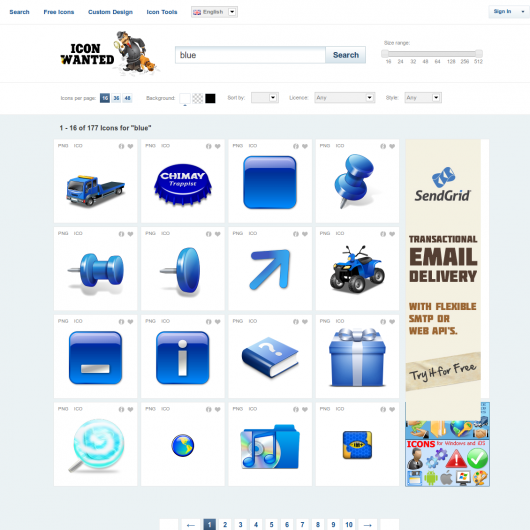 Search Free Icons Custom Design Icon Tools English Sign In
ICON
WANTED
blue Search
Size range:
16 24 32 48 64 128 256 512
Icons per page: 16 36 48 Background: Sort by: Licence: Any Style: Any
1 - 16 of 177 Icons for "blue"
PNG ICO PNG ICO PNG ICO PNG ICO
CHIMAY
Trappist
SendGrid
TRANSACTIONAL
EMAIL
DELIVERY
WITH FLEXIBLE
SMTP OR
WEB API'S.
Try it for Free
PNG ICO PNG ICO PNG ICO PNG ICO
PNG ICO PNG ICO PNG ICO PNG ICO
i
?
PNG ICO PNG ICO PNG ICO PNG ICO
ICONS for Windows and iOS
← 1 2 3 4 5 6 7 8 9 10 →